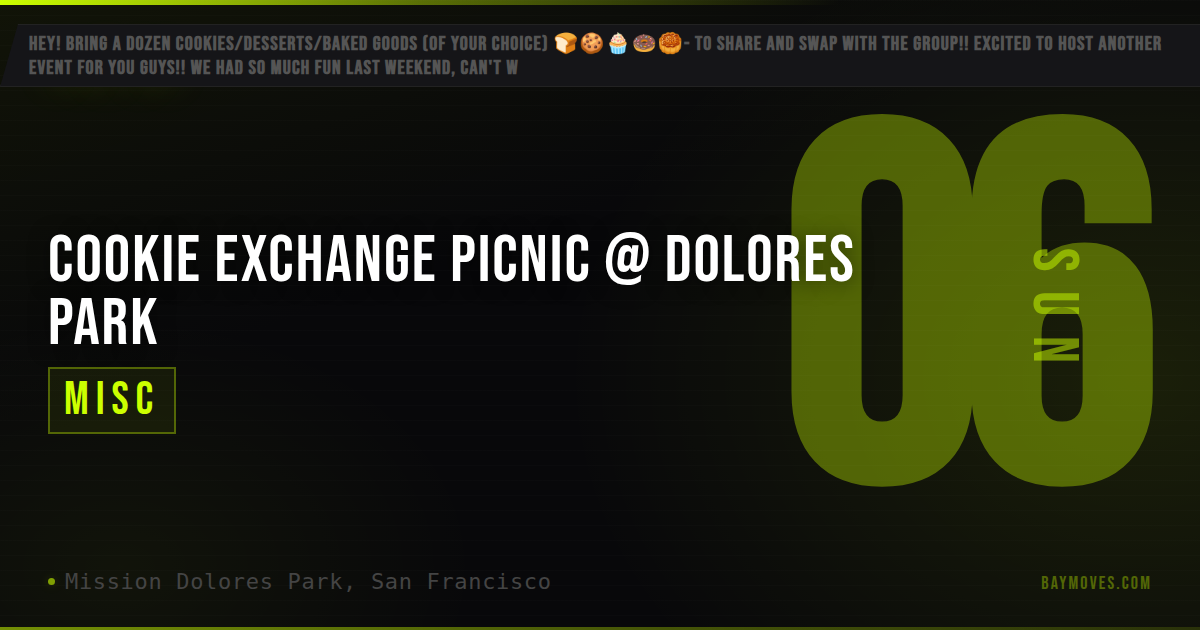 HEY! BRING A DOZEN COOKIES/DESSERTS/BAKED GOODS (OF YOUR CHOICE) 🍞🍪🧁🍩🥮- TO SHARE AND SWAP WITH THE GROUP!! EXCITED TO HOST ANOTHER
EVENT FOR YOU GUYS!! WE HAD SO MUCH FUN LAST WEEKEND, CAN'T W
06
SUN
COOKIE EXCHANGE PICNIC @ DOLORES
PARK
MISC
Mission Dolores Park, San Francisco
BAYMOVES.COM